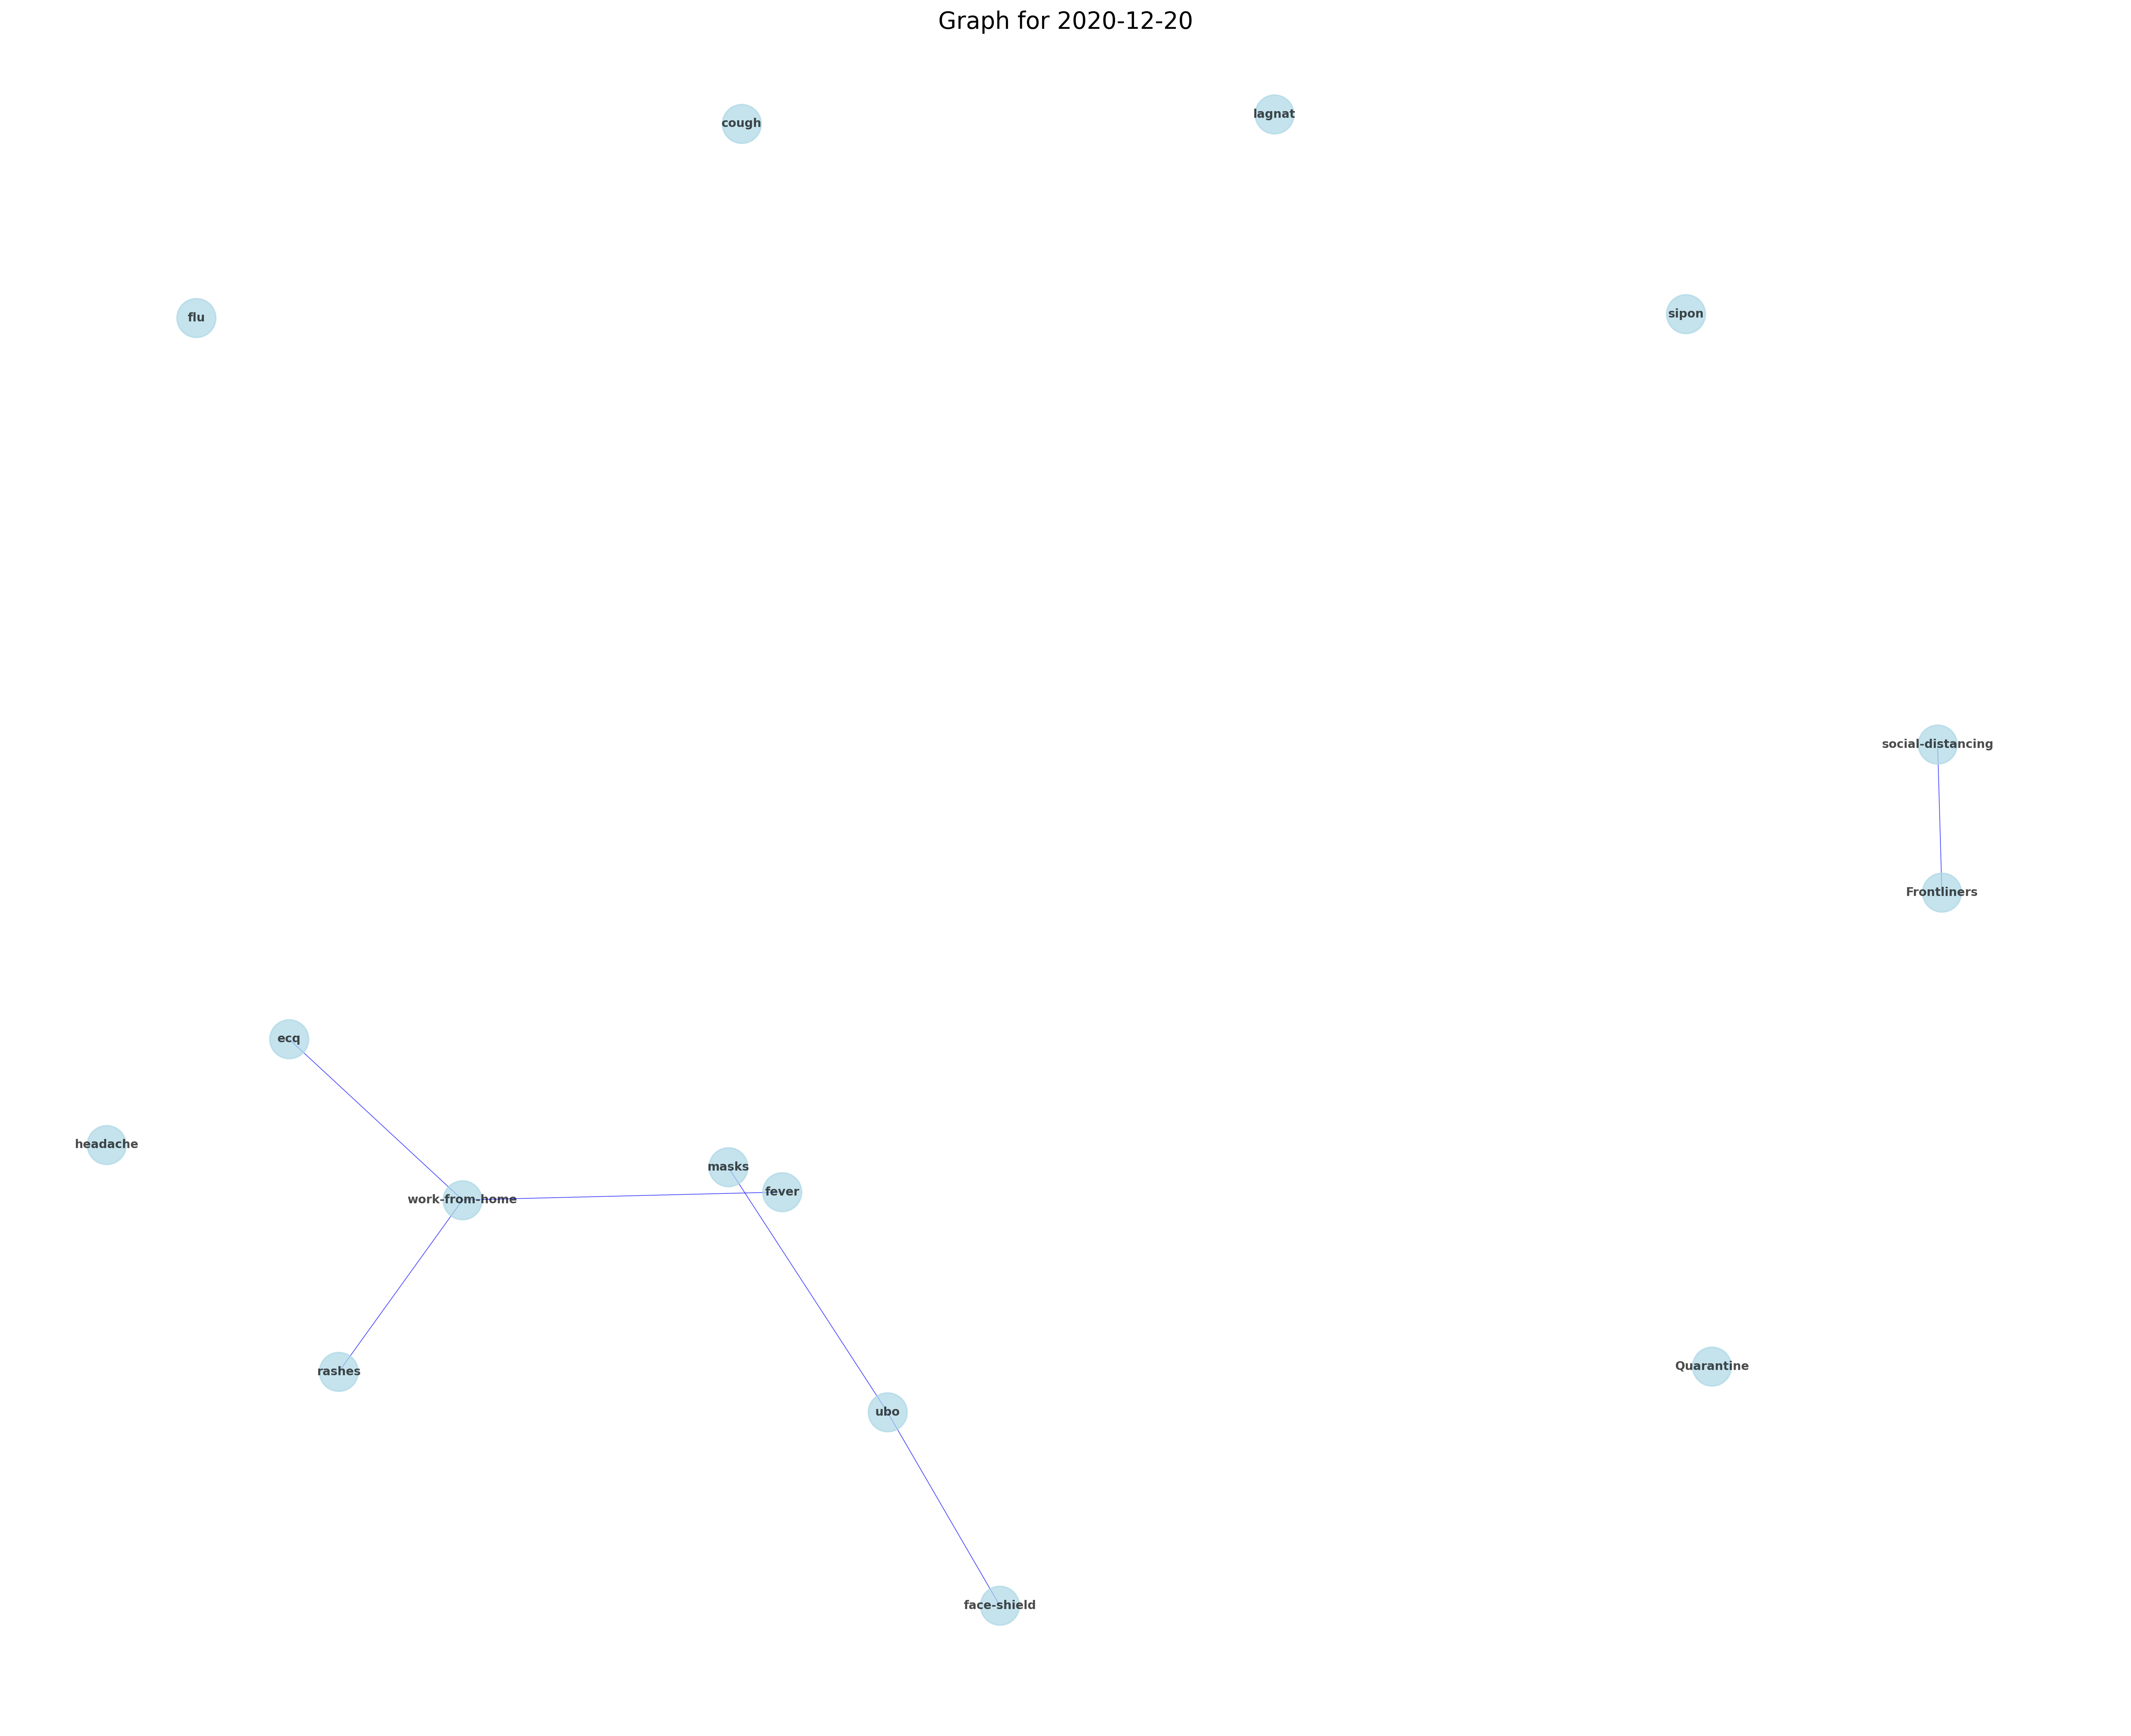 Graph for 2020-12-20
lagnat
cough
sipon
flu
social-distancing
Frontliners
ecq
headache
masks
fever
work-from-home
Quarantine
rashes
ubo
face-shield